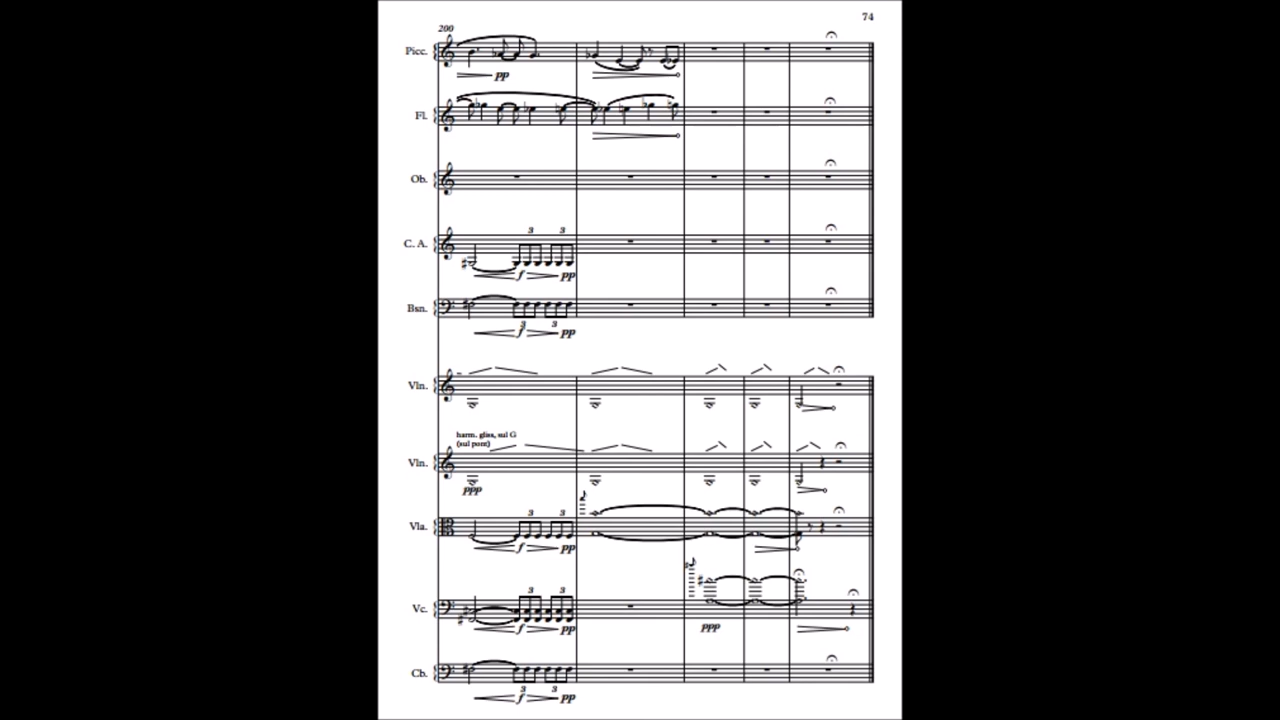 74
200
Picc.
pp
Fl.
Ob.
C. A.
3 3
f pp
Bsn.
3 3
f pp
Vln.
harm. gliss, sul G
(sul pont)
Vln.
ppp
3 3
Vla.
f pp
3 3
Vc.
f pp
ppp
Cb.
3 3
f pp